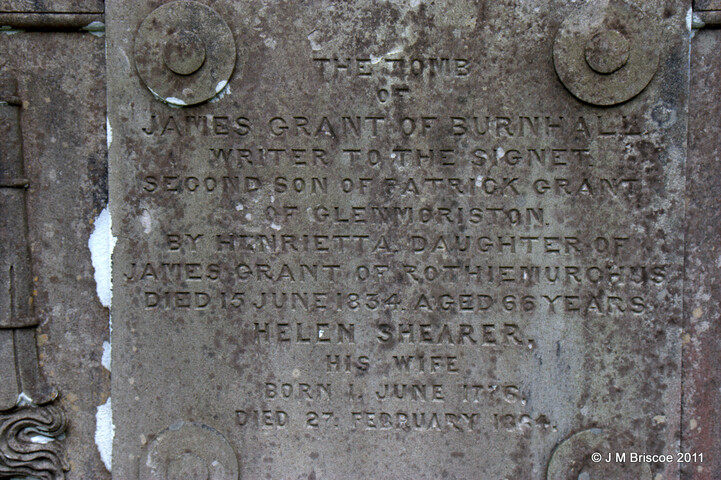 THE TOMB
OF
JAMES GRANT OF BURNHALL.
WRITER TO THE SIGNET
SECOND SON OF PATRICK GRANT
OF GLENMORISTON.
BY HENRIETTA, DAUGHTER OF
JAMES GRANT OF ROTHIEMURCHUS
DIED 15 JUNE 1834. AGED 66 YEARS
HELEN SHEARER,
HIS WIFE
BORN 1. JUNE
DIED 27. FEBRUARY 1864.
© J M Briscoe 2011